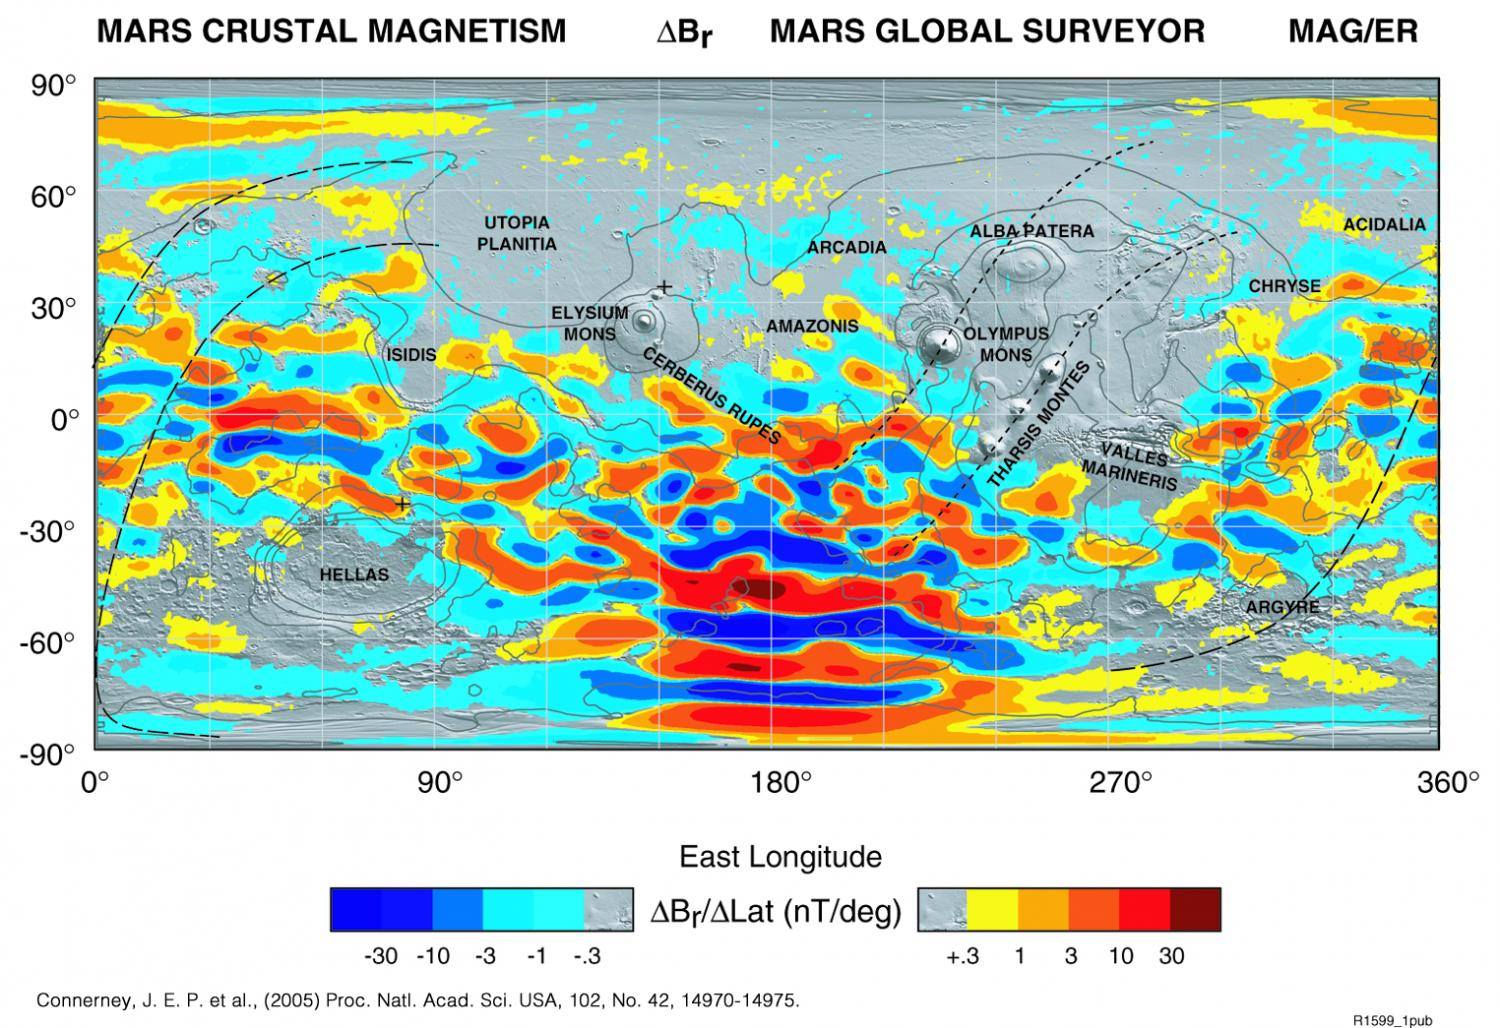 MARS CRUSTAL MAGNETISM ΔBr MARS GLOBAL SURVEYOR MAG/ER
90°
60°
30°
0°
-30°
-60°
-90°
UTOPIA
PLANITIA
ARCADIA
ALBA PATERA
ACIDALIA
CHRYSE
ELYSIUM
MONS
AMAZONIS
OLYMPUS
MONS
ISIDIS
CERBERUS RUPES
THARSIS MONTES
VALLES
MARINERIS
HELLAS
ARGYRE
0° 90° 180° 270° 360°
East Longitude
ΔBr/ΔLat (nT/deg)
-30 -10 -3 -1 -.3 +.3 1 3 10 30
Connerney, J. E. P. et al., (2005) Proc. Natl. Acad. Sci. USA, 102, No. 42, 14970-14975.
R1599_1pub